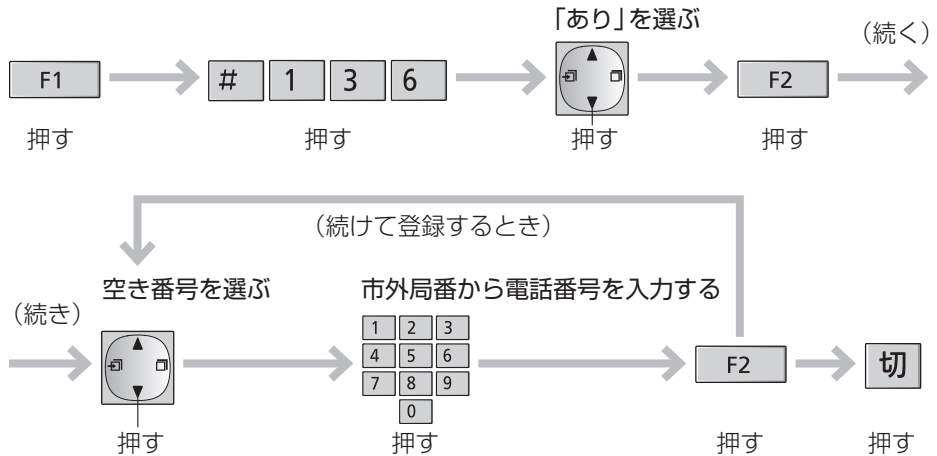 「あり」を選ぶ
（続く）
F1
# 1 3 6
F2
押す
押す
押す
押す
（続けて登録するとき）
空き番号を選ぶ
市外局番から電話番号を入力する
（続き）
1 2 3
4 5 6
7 8 9
0
F2
切
押す
押す
押す
押す